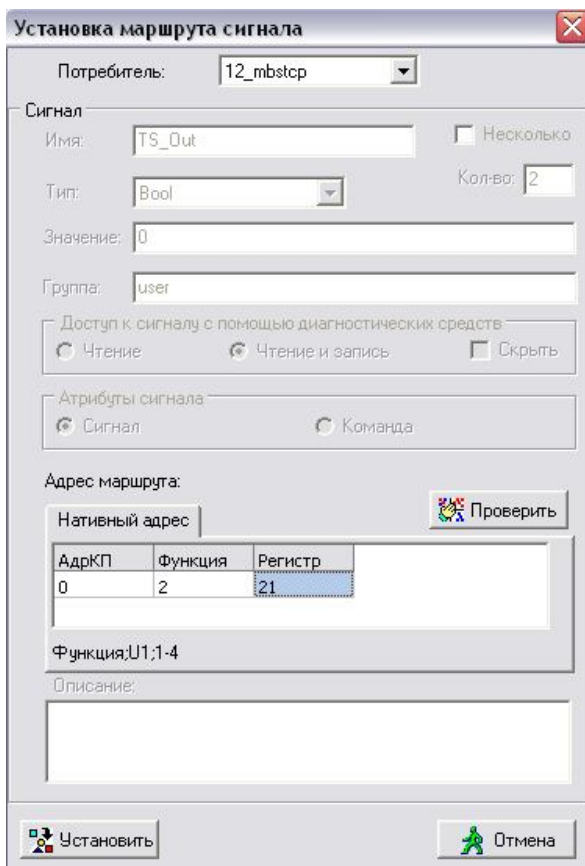 Установка маршрута сигнала
Потребитель: 12_mbstcp
Сигнал
Имя: TS_Out Несколько
Тип: Bool Кол-во: 2
Значение: 0
Группа: user
Доступ к сигналу с помощью диагностических средств
Чтение Чтение и запись Скрыть
Атрибуты сигнала
Сигнал Команда
Адрес маршрута:
Проверить
Нативный адрес
АдрКП Функция Регистр
0 2 21
Функция;U1;1-4
Описание:
Установить Отмена